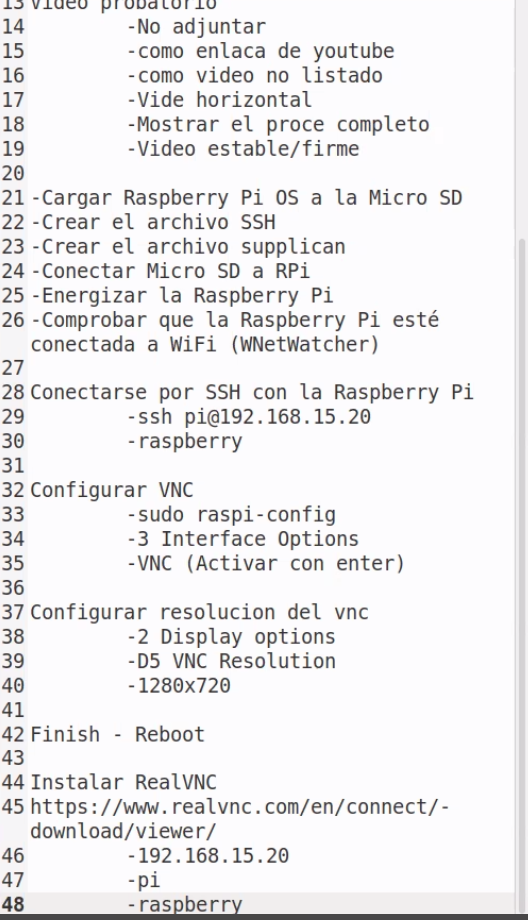 13 Video probatorio
14 -No adjuntar
15 -como enlaca de youtube
16 -como video no listado
17 -Vide horizontal
18 -Mostrar el proce completo
19 -Video estable/firme
20
21 -Cargar Raspberry Pi OS a la Micro SD
22 -Crear el archivo SSH
23 -Crear el archivo supplican
24 -Conectar Micro SD a RPi
25 -Energizar la Raspberry Pi
26 -Comprobar que la Raspberry Pi esté
conectada a WiFi (WNetWatcher)
27
28 Conectarse por SSH con la Raspberry Pi
29 -ssh pi@192.168.15.20
30 -raspberry
31
32 Configurar VNC
33 -sudo raspi-config
34 -3 Interface Options
35 -VNC (Activar con enter)
36
37 Configurar resolucion del vnc
38 -2 Display options
39 -D5 VNC Resolution
40 -1280x720
41
42 Finish - Reboot
43
44 Instalar RealVNC
45 https://www.realvnc.com/en/connect/-
download/viewer/
46 -192.168.15.20
47 -pi
48 -raspberry